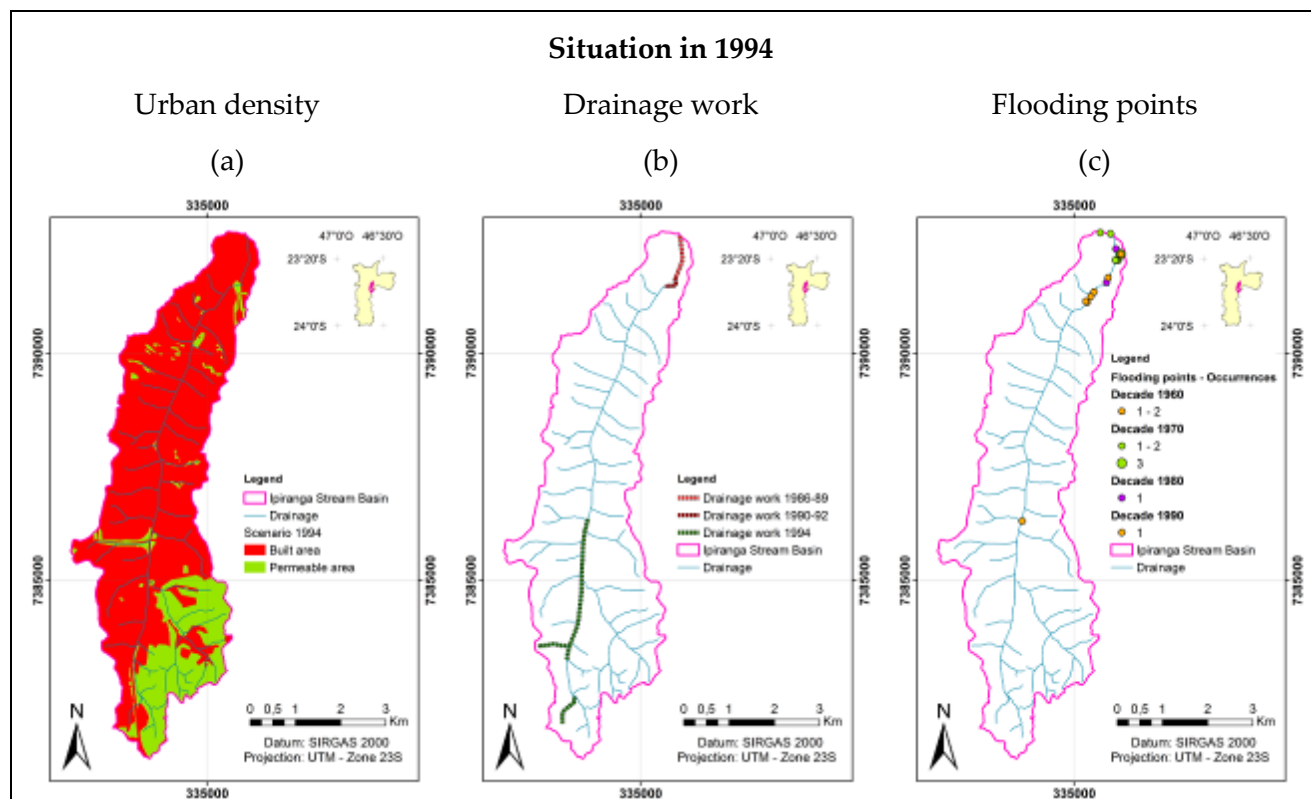 Situation in 1994
Urban density
Drainage work
Flooding points
(a)
(b)
(c)
335000
47°0'O 46°30'O
23°20'S
24°0'S
7390000
7385000
Legend
Ipiranga Stream Basin
Drainage
Scenario 1994
Built area
Permeable area
N
0 0,5 1 2 3
Km
Datum: SIRGAS 2000
Projection: UTM - Zone 23S
335000
335000
47°0'O 46°30'O
23°20'S
24°0'S
7390000
7385000
Legend
Drainage work 1986-89
Drainage work 1990-92
Drainage work 1994
Ipiranga Stream Basin
Drainage
N
0 0,5 1 2 3
Km
Datum: SIRGAS 2000
Projection: UTM - Zone 23S
335000
335000
47°0'O 46°30'O
23°20'S
24°0'S
7390000
7385000
Legend
Flooding points - Occurrences
Decade 1960
1 - 2
Decade 1970
1 - 2
3
Decade 1980
1
Decade 1990
1
Ipiranga Stream Basin
Drainage
N
0 0,5 1 2 3
Km
Datum: SIRGAS 2000
Projection: UTM - Zone 23S
335000